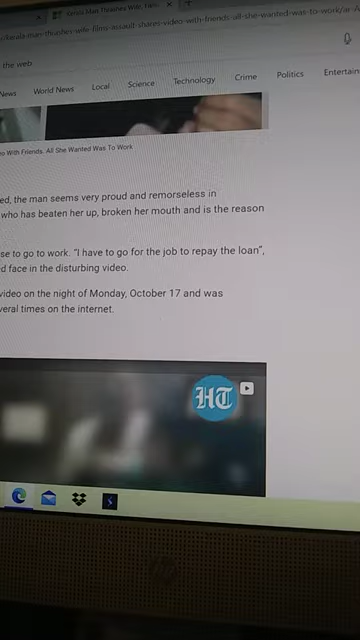 Kerala Man Thrashes Wife, Films
/kerala-man-thrashes-wife-films-assault-shares-video-with-friends-all-she-wanted-was-to-work/ar-A
the web
News World News Local Science Technology Crime Politics Entertain
o With Friends. All She Wanted Was To Work
ed, the man seems very proud and remorseless in
who has beaten her up, broken her mouth and is the reason
se to go to work. “I have to go for the job to repay the loan”,
d face in the disturbing video.
video on the night of Monday, October 17 and was
veral times on the internet.
HT
hp